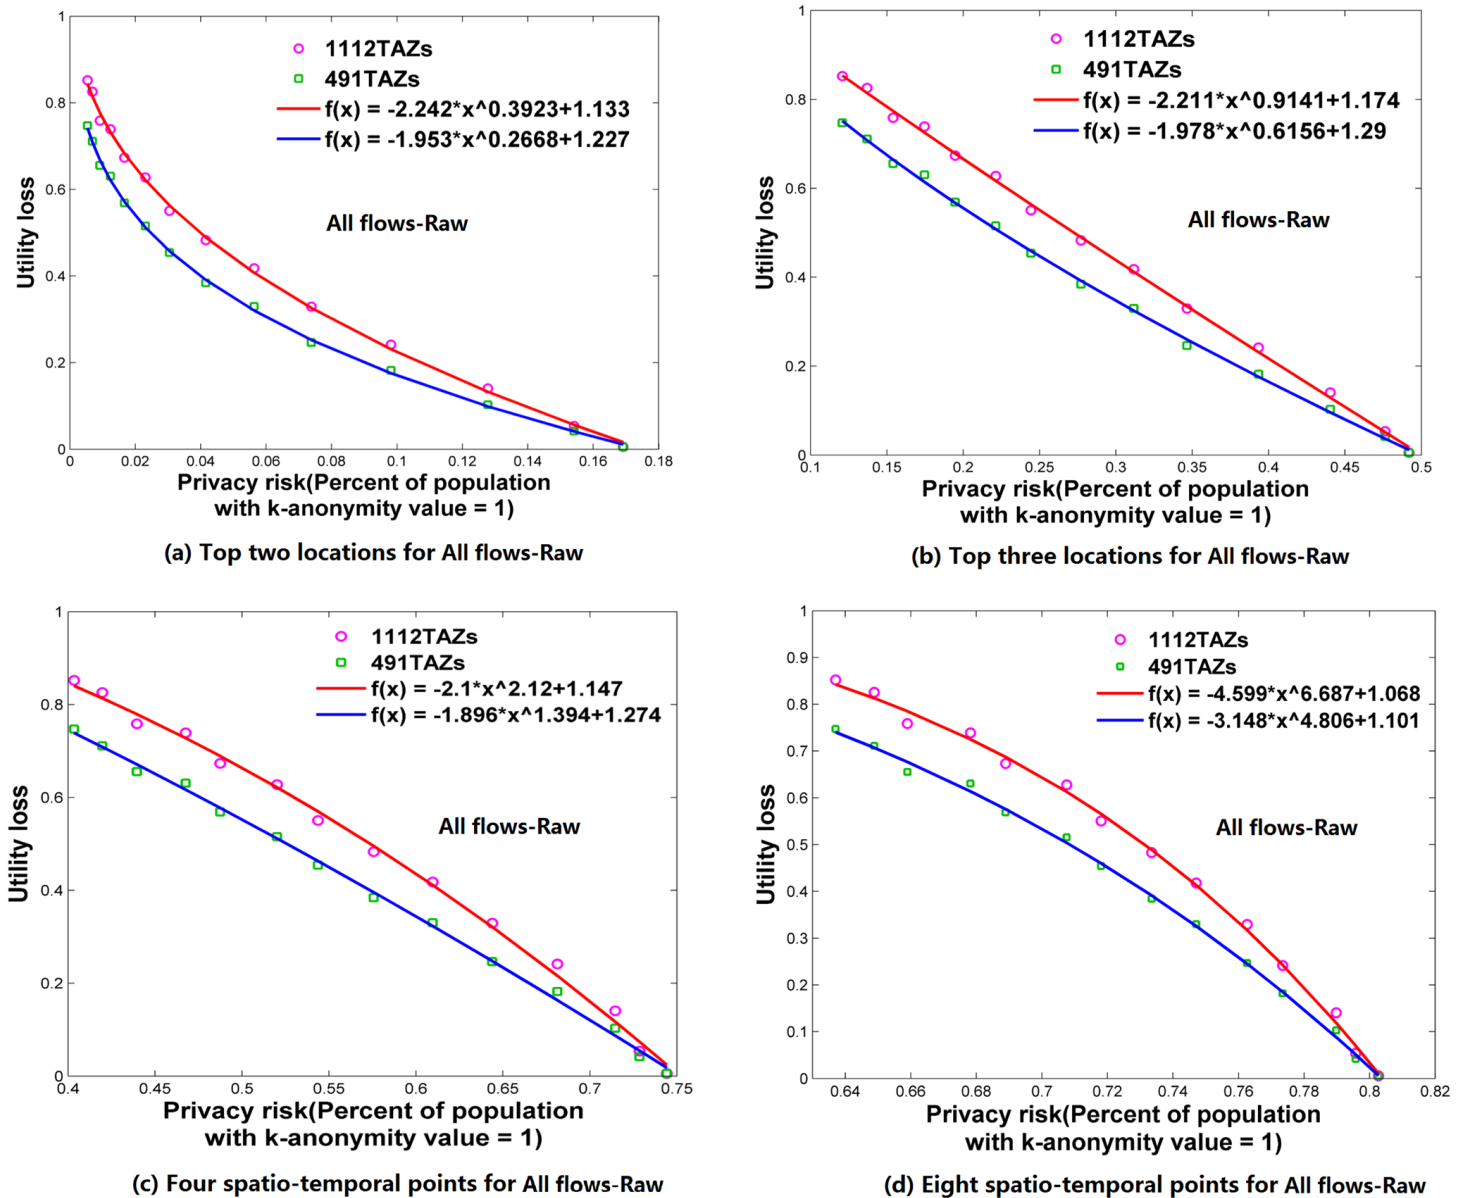 1
0.8
0.6
0.4
0.2
0
Utility loss
1112TAZs
491TAZs
f(x) = -2.242*x^0.3923+1.133
f(x) = -1.953*x^0.2668+1.227
All flows-Raw
0 0.02 0.04 0.06 0.08 0.1 0.12 0.14 0.16 0.18
Privacy risk(Percent of population
with k-anonymity value = 1)
(a) Top two locations for All flows-Raw
1
0.8
0.6
0.4
0.2
0
Utility loss
1112TAZs
491TAZs
f(x) = -2.211*x^0.9141+1.174
f(x) = -1.978*x^0.6156+1.29
All flows-Raw
0.1 0.15 0.2 0.25 0.3 0.35 0.4 0.45 0.5
Privacy risk(Percent of population
with k-anonymity value = 1)
(b) Top three locations for All flows-Raw
1
0.8
0.6
0.4
0.2
0
Utility loss
1112TAZs
491TAZs
f(x) = -2.1*x^2.12+1.147
f(x) = -1.896*x^1.394+1.274
All flows-Raw
0.4 0.45 0.5 0.55 0.6 0.65 0.7 0.75
Privacy risk(Percent of population
with k-anonymity value = 1)
(c) Four spatio-temporal points for All flows-Raw
1
0.9
0.8
0.7
0.6
0.5
0.4
0.3
0.2
0.1
0
Utility loss
1112TAZs
491TAZs
f(x) = -4.599*x^6.687+1.068
f(x) = -3.148*x^4.806+1.101
All flows-Raw
0.64 0.66 0.68 0.7 0.72 0.74 0.76 0.78 0.8 0.82
Privacy risk(Percent of population
with k-anonymity value = 1)
(d) Eight spatio-temporal points for All flows-Raw